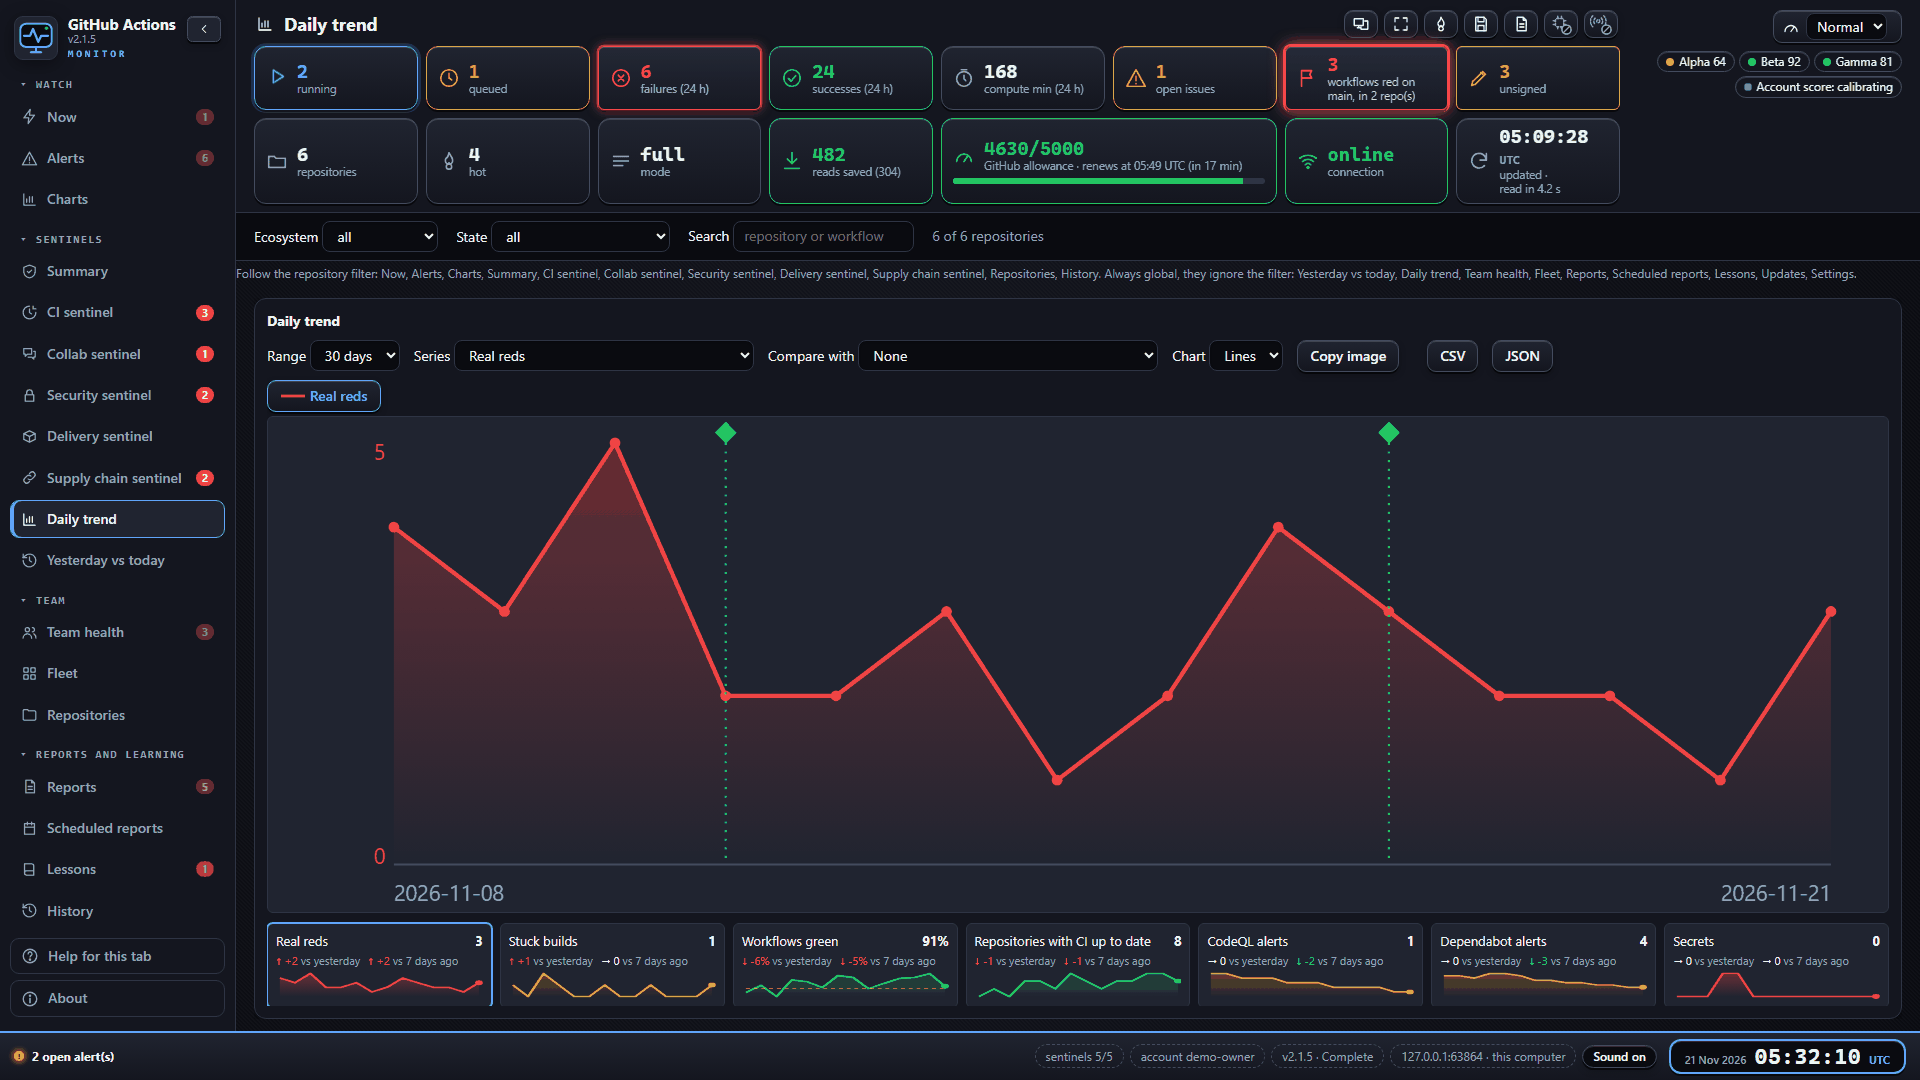 GitHub Actions
v2.1.5
MONITOR
WATCH
Now 1
Alerts 6
Charts
SENTINELS
Summary
CI sentinel 3
Collab sentinel 1
Security sentinel 2
Delivery sentinel
Supply chain sentinel 2
Daily trend
Yesterday vs today
TEAM
Team health 3
Fleet
Repositories
REPORTS AND LEARNING
Reports 5
Scheduled reports
Lessons 1
History
Help for this tab
About
Daily trend
Normal
2
running
1
queued
6
failures (24 h)
24
successes (24 h)
168
compute min (24 h)
1
open issues
3
workflows red on
main, in 2 repo(s)
3
unsigned
Alpha 64
Beta 92
Gamma 81
Account score: calibrating
6
repositories
4
hot
full
mode
482
reads saved (304)
4630/5000
GitHub allowance · renews at 05:49 UTC (in 17 min)
online
connection
05:09:28
UTC
updated ·
read in 4.2 s
Ecosystem all State all Search repository or workflow 6 of 6 repositories
Follow the repository filter: Now, Alerts, Charts, Summary, CI sentinel, Collab sentinel, Security sentinel, Delivery sentinel, Supply chain sentinel, Repositories, History. Always global, they ignore the filter: Yesterday vs today, Daily trend, Team health, Fleet, Reports, Scheduled reports, Lessons, Updates, Settings.
Daily trend
Range 30 days Series Real reds Compare with None Chart Lines Copy image CSV JSON
Real reds
5
0
2026-11-08 2026-11-21
Real reds 3
↑ +2 vs yesterday ↑ +2 vs 7 days ago
Stuck builds 1
↑ +1 vs yesterday → 0 vs 7 days ago
Workflows green 91%
↓ -6% vs yesterday ↓ -5% vs 7 days ago
Repositories with CI up to date 8
↓ -1 vs yesterday ↓ -1 vs 7 days ago
CodeQL alerts 1
→ 0 vs yesterday ↓ -2 vs 7 days ago
Dependabot alerts 4
→ 0 vs yesterday ↓ -3 vs 7 days ago
Secrets 0
→ 0 vs yesterday → 0 vs 7 days ago
2 open alert(s)
sentinels 5/5
account demo-owner
v2.1.5 · Complete
127.0.0.1:63864 · this computer
Sound on
21 Nov 2026 05:32:10 UTC